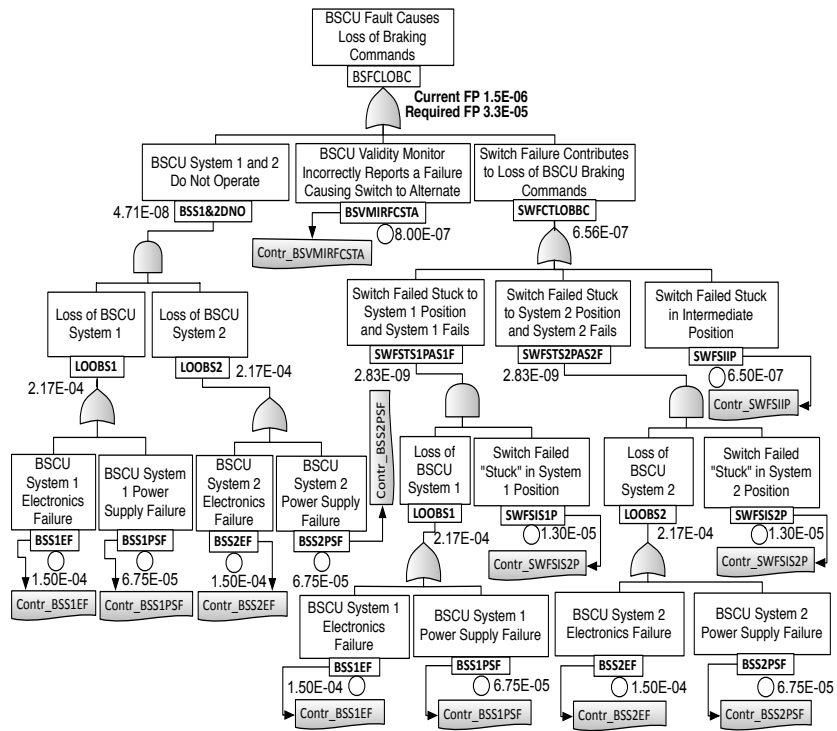 BSCU Fault Causes
Loss of Braking
Commands
BSFCLOBC
Current FP 1.5E-06
Required FP 3.3E-05
BSCU System 1 and 2
Do Not Operate
4.71E-08
BSS1&2DNO
BSCU Validity Monitor
Incorrectly Reports a Failure
Causing Switch to Alternate
BSVMIRFCSTA
8.00E-07
Contr_BSVMIRFCSTA
Switch Failure Contributes
to Loss of BSCU Braking
Commands
SWFCTLOBBC
6.56E-07
Loss of BSCU
System 1
LOOBS1
2.17E-04
Loss of BSCU
System 2
LOOBS2
2.17E-04
Switch Failed Stuck to
System 1 Position
and System 1 Fails
SWFSTS1PAS1F
2.83E-09
Switch Failed Stuck
to System 2 Position
and System 2 Fails
SWFSTS2PAS2F
2.83E-09
Switch Failed Stuck
in Intermediate
Position
SWFSIIP
6.50E-07
Contr_SWFSIIP
BSCU
System 1
Electronics
Failure
BSS1EF
1.50E-04
Contr_BSS1EF
BSCU System
1 Power
Supply Failure
BSS1PSF
6.75E-05
Contr_BSS1PSF
BSCU
System 2
Electronics
Failure
BSS2EF
1.50E-04
Contr_BSS2EF
BSCU
System 2
Power Supply
Failure
BSS2PSF
6.75E-05
Contr_BSS2PSF
Loss of
BSCU
System 1
LOOBS1
2.17E-04
Switch Failed
"Stuck" in System
1 Position
SWFSIS1P
1.30E-05
Contr_SWFSIS2P
Loss of
BSCU
System 2
LOOBS2
2.17E-04
Switch Failed
"Stuck" in System
2 Position
SWFSIS2P
1.30E-05
Contr_SWFSIS2P
BSCU System 1
Electronics
Failure
BSS1EF
1.50E-04
Contr_BSS1EF
BSCU System 1
Power Supply Failure
BSS1PSF
6.75E-05
Contr_BSS1PSF
BSCU System 2
Electronics Failure
BSS2EF
1.50E-04
Contr_BSS2EF
BSCU System 2
Power Supply Failure
BSS2PSF
6.75E-05
Contr_BSS2PSF